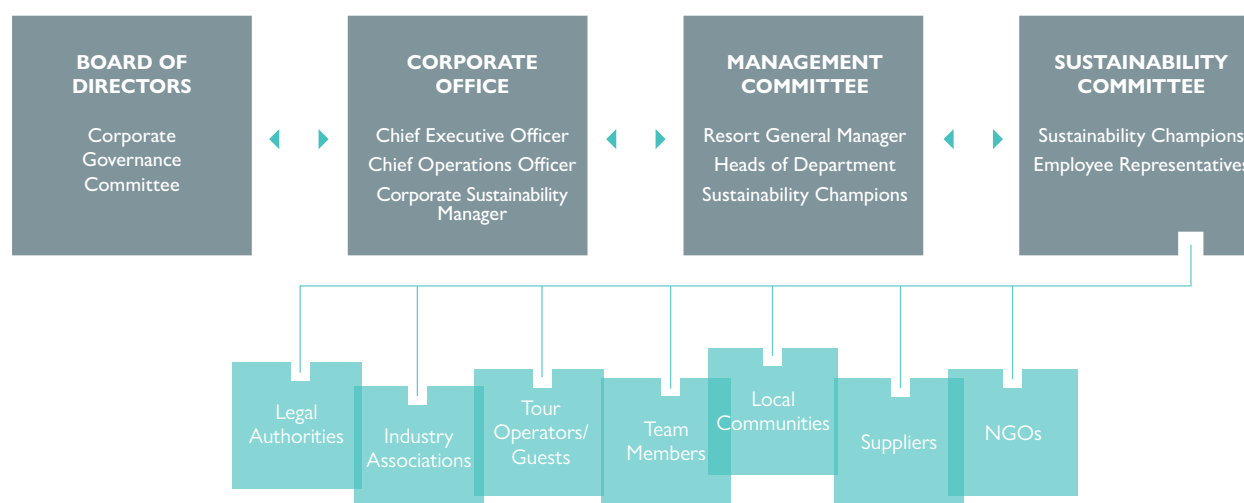 BOARD OF
DIRECTORS
Corporate
Governance
Committee
CORPORATE
OFFICE
Chief Executive Officer
Chief Operations Officer
Corporate Sustainability
Manager
MANAGEMENT
COMMITTEE
Resort General Manager
Heads of Department
Sustainability Champions
SUSTAINABILITY
COMMITTEE
Sustainability Champions
Employee Representatives
Legal
Authorities
Industry
Associations
Tour
Operators/
Guests
Team
Members
Local
Communities
Suppliers
NGOs